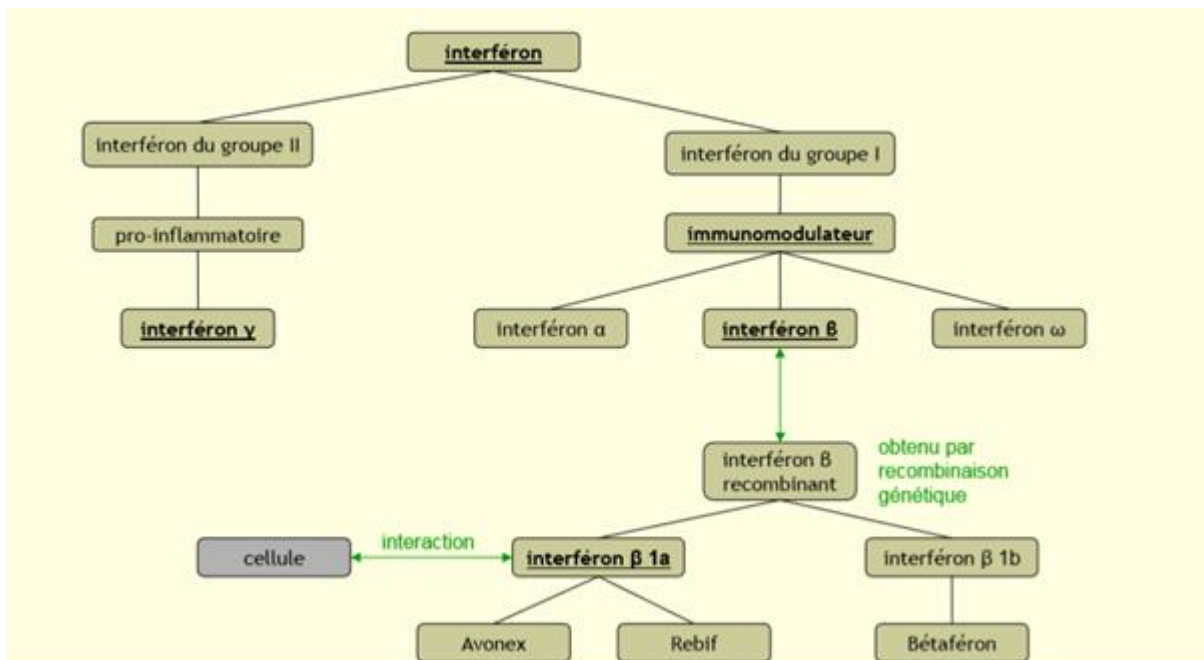 interféron
interféron du groupe II
interféron du groupe I
pro-inflammatoire
immunomodulateur
interféron γ
interféron α
interféron β
interféron ω
interféron β
recombinant
obtenu par
recombinaison
génétique
cellule
interaction
interféron β 1a
interféron β 1b
Avonex
Rebif
Bétaféron